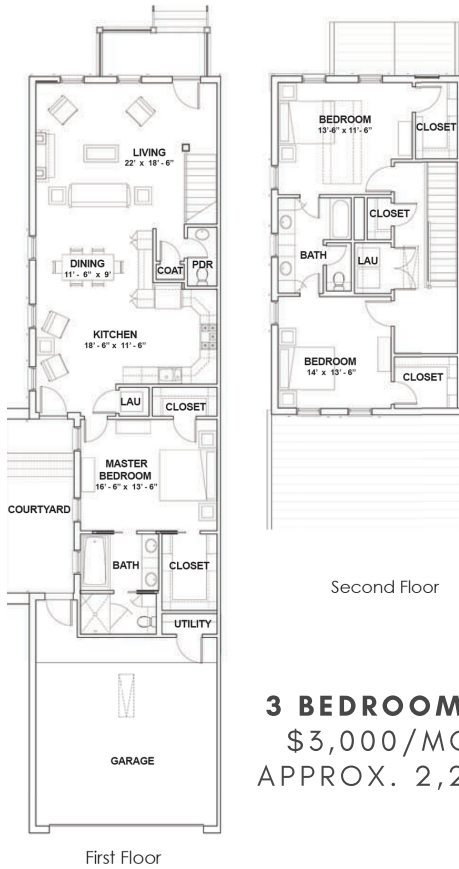 LIVING
22' x 18' - 6"
DINING
11' - 6" x 9'
COAT
PDR
KITCHEN
18' - 6" x 11' - 6"
LAU
CLOSET
MASTER
BEDROOM
16' - 6" x 13' - 6"
COURTYARD
BATH
CLOSET
UTILITY
GARAGE
First Floor
BEDROOM
13'-6" x 11'- 6"
CLOSET
CLOSET
BATH
LAU
BEDROOM
14' x 13' - 6"
CLOSET
Second Floor
3 BEDROOM
$3,000/MO
APPROX. 2,2